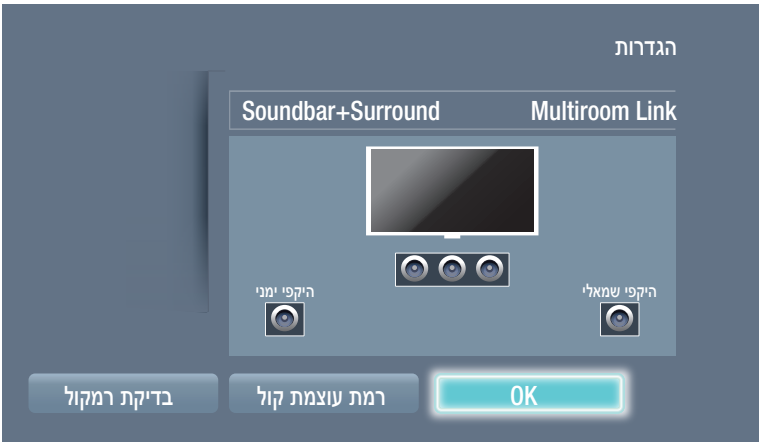 הגדרות
Multiroom Link
Soundbar+Surround
היקפי שמאלי
היקפי ימני
OK
רמת עוצמת קול
בדיקת רמקול